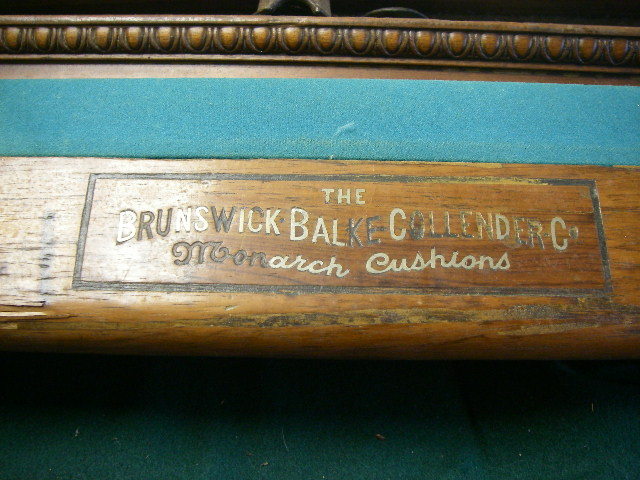 THE
BRUNSWICK-BALKE-COLLENDER CO
Monarch Cushions